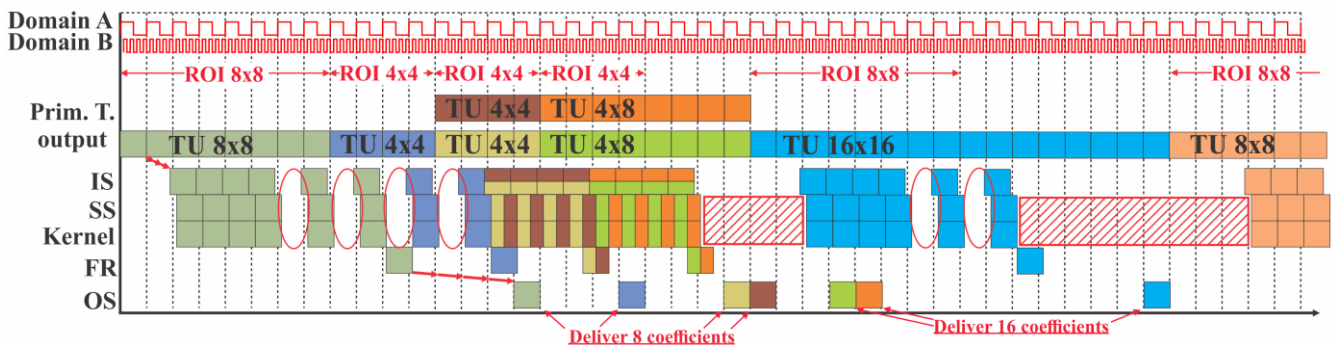 Domain A
Domain B
ROI 8x8 ROI 4x4 ROI 4x4 ROI 4x4 ROI 8x8 ROI 8x8
Prim. T.
output
TU 4x4 TU 4x8
TU 8x8 TU 4x4 TU 4x4 TU 4x8 TU 16x16 TU 8x8
IS
SS
Kernel
FR
OS
Deliver 8 coefficients Deliver 16 coefficients